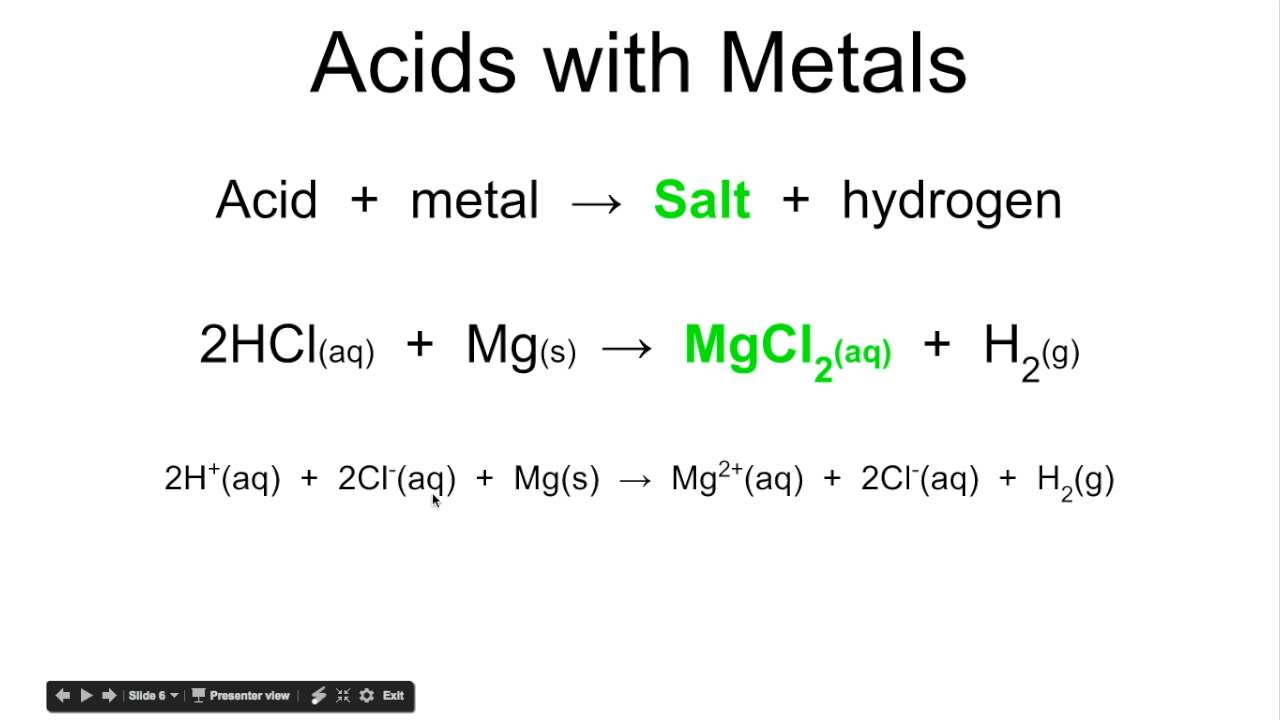 Acids with Metals
Acid + metal → Salt + hydrogen
2HCl(aq) + Mg(s) → MgCl₂(aq) + H₂(g)
2H⁺(aq) + 2Cl⁻(aq) + Mg(s) → Mg²⁺(aq) + 2Cl⁻(aq) + H₂(g)
Slide 6 Presenter view Exit